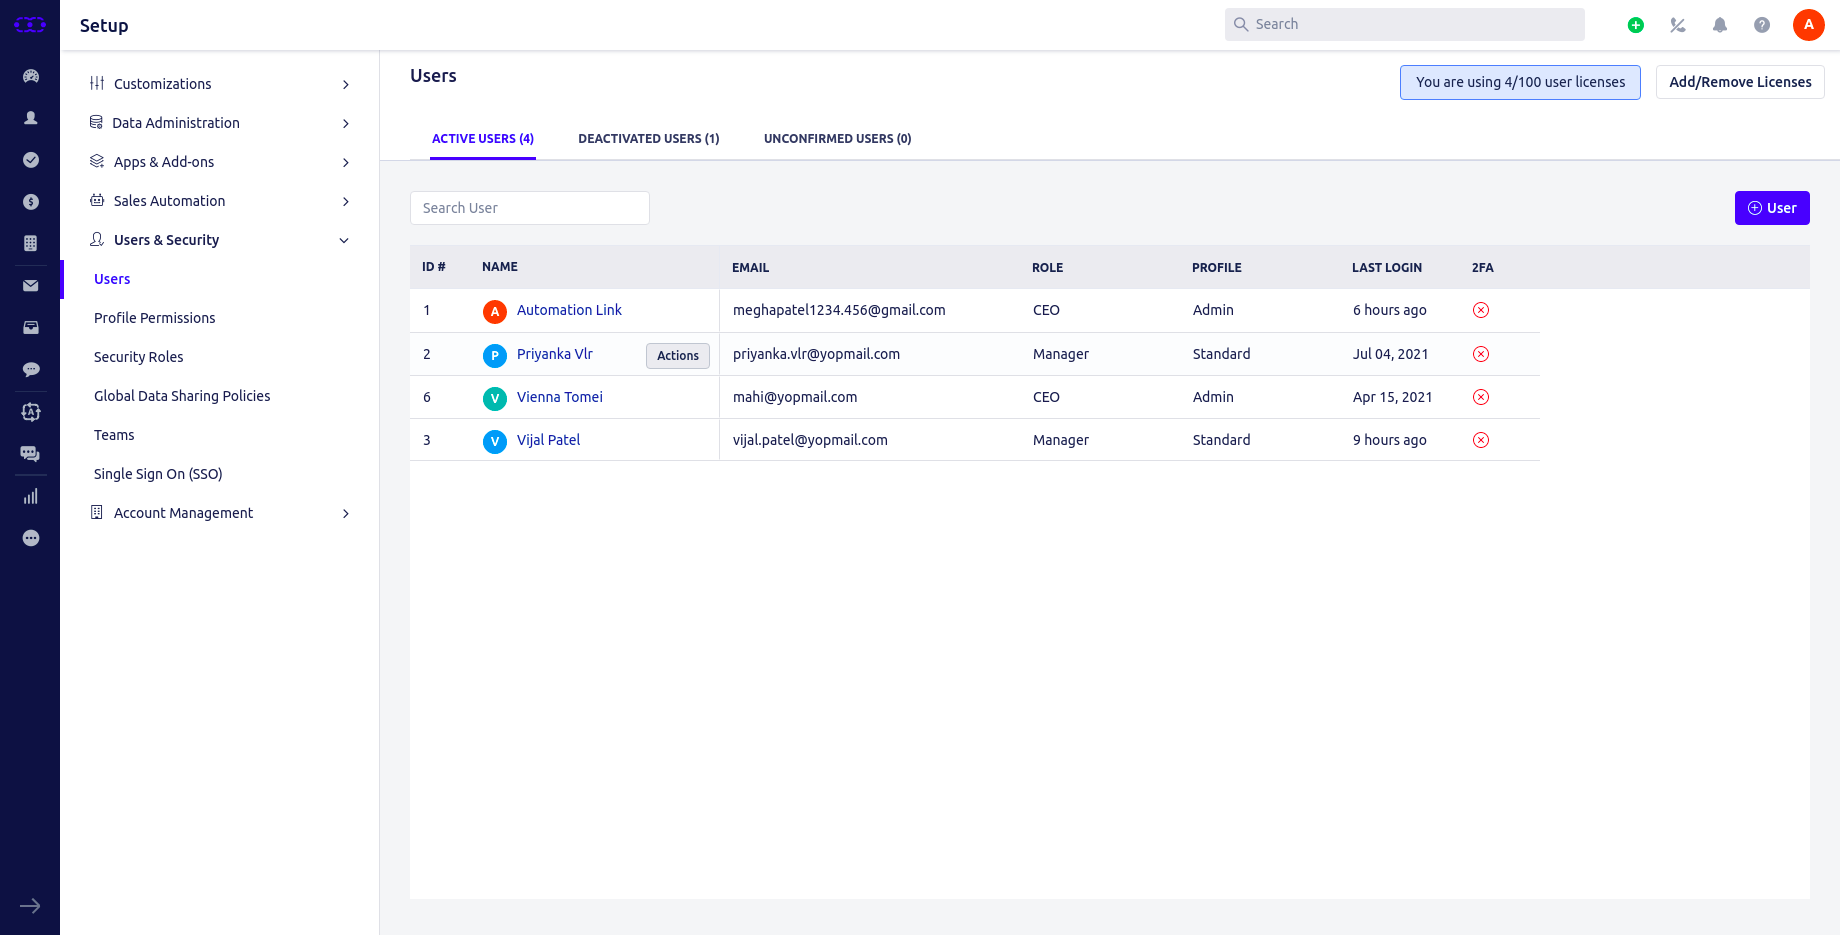 Setup
Search
A
Customizations
Data Administration
Apps & Add-ons
Sales Automation
Users & Security
Users
Profile Permissions
Security Roles
Global Data Sharing Policies
Teams
Single Sign On (SSO)
Account Management
Users
You are using 4/100 user licenses
Add/Remove Licenses
ACTIVE USERS (4) DEACTIVATED USERS (1) UNCONFIRMED USERS (0)
Search User
User
ID # NAME EMAIL ROLE PROFILE LAST LOGIN 2FA
1 A Automation Link meghapatel1234.456@gmail.com CEO Admin 6 hours ago
2 P Priyanka Vlr Actions priyanka.vlr@yopmail.com Manager Standard Jul 04, 2021
6 V Vienna Tomei mahi@yopmail.com CEO Admin Apr 15, 2021
3 V Vijal Patel vijal.patel@yopmail.com Manager Standard 9 hours ago